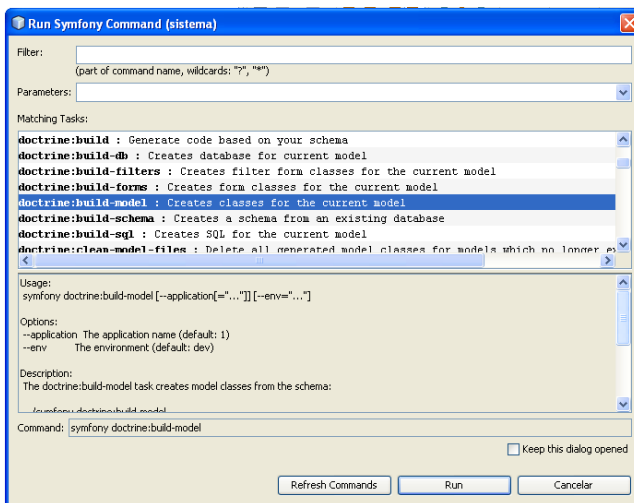 Run Symfony Command (sistema)
Filter:
(part of command name, wildcards: "?", "*")
Parameters:
Matching Tasks:
doctrine:build : Generate code based on your schema
doctrine:build-db : Creates database for current model
doctrine:build-filters : Creates filter form classes for the current model
doctrine:build-forms : Creates form classes for the current model
doctrine:build-model : Creates classes for the current model
doctrine:build-schema : Creates a schema from an existing database
doctrine:build-sql : Creates SQL for the current model
doctrine:clean-model-files : Delete all generated model classes for models which no longer ex
Usage:
symfony doctrine:build-model [--application[="..."]] [--env="..."]
Options:
--application The application name (default: 1)
--env The environment (default: dev)
Description:
The doctrine:build-model task creates model classes from the schema:
./symfony doctrine:build-model
Command: symfony doctrine:build-model
Keep this dialog opened
Refresh Commands Run Cancelar